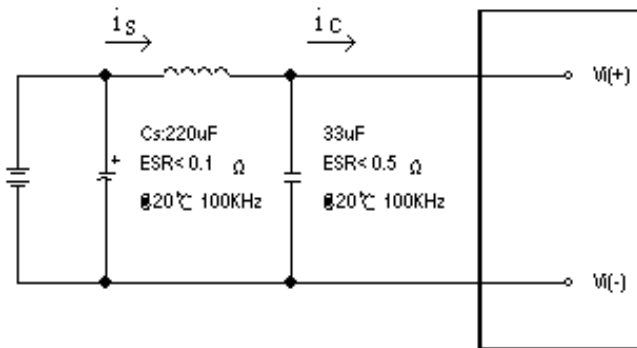 iS
iC
Vi(+)
Cs:220uF
33uF
+
ESR< 0.1 Ω
ESR< 0.5 Ω
@20℃ 100KHz
@20℃ 100KHz
Vi(-)